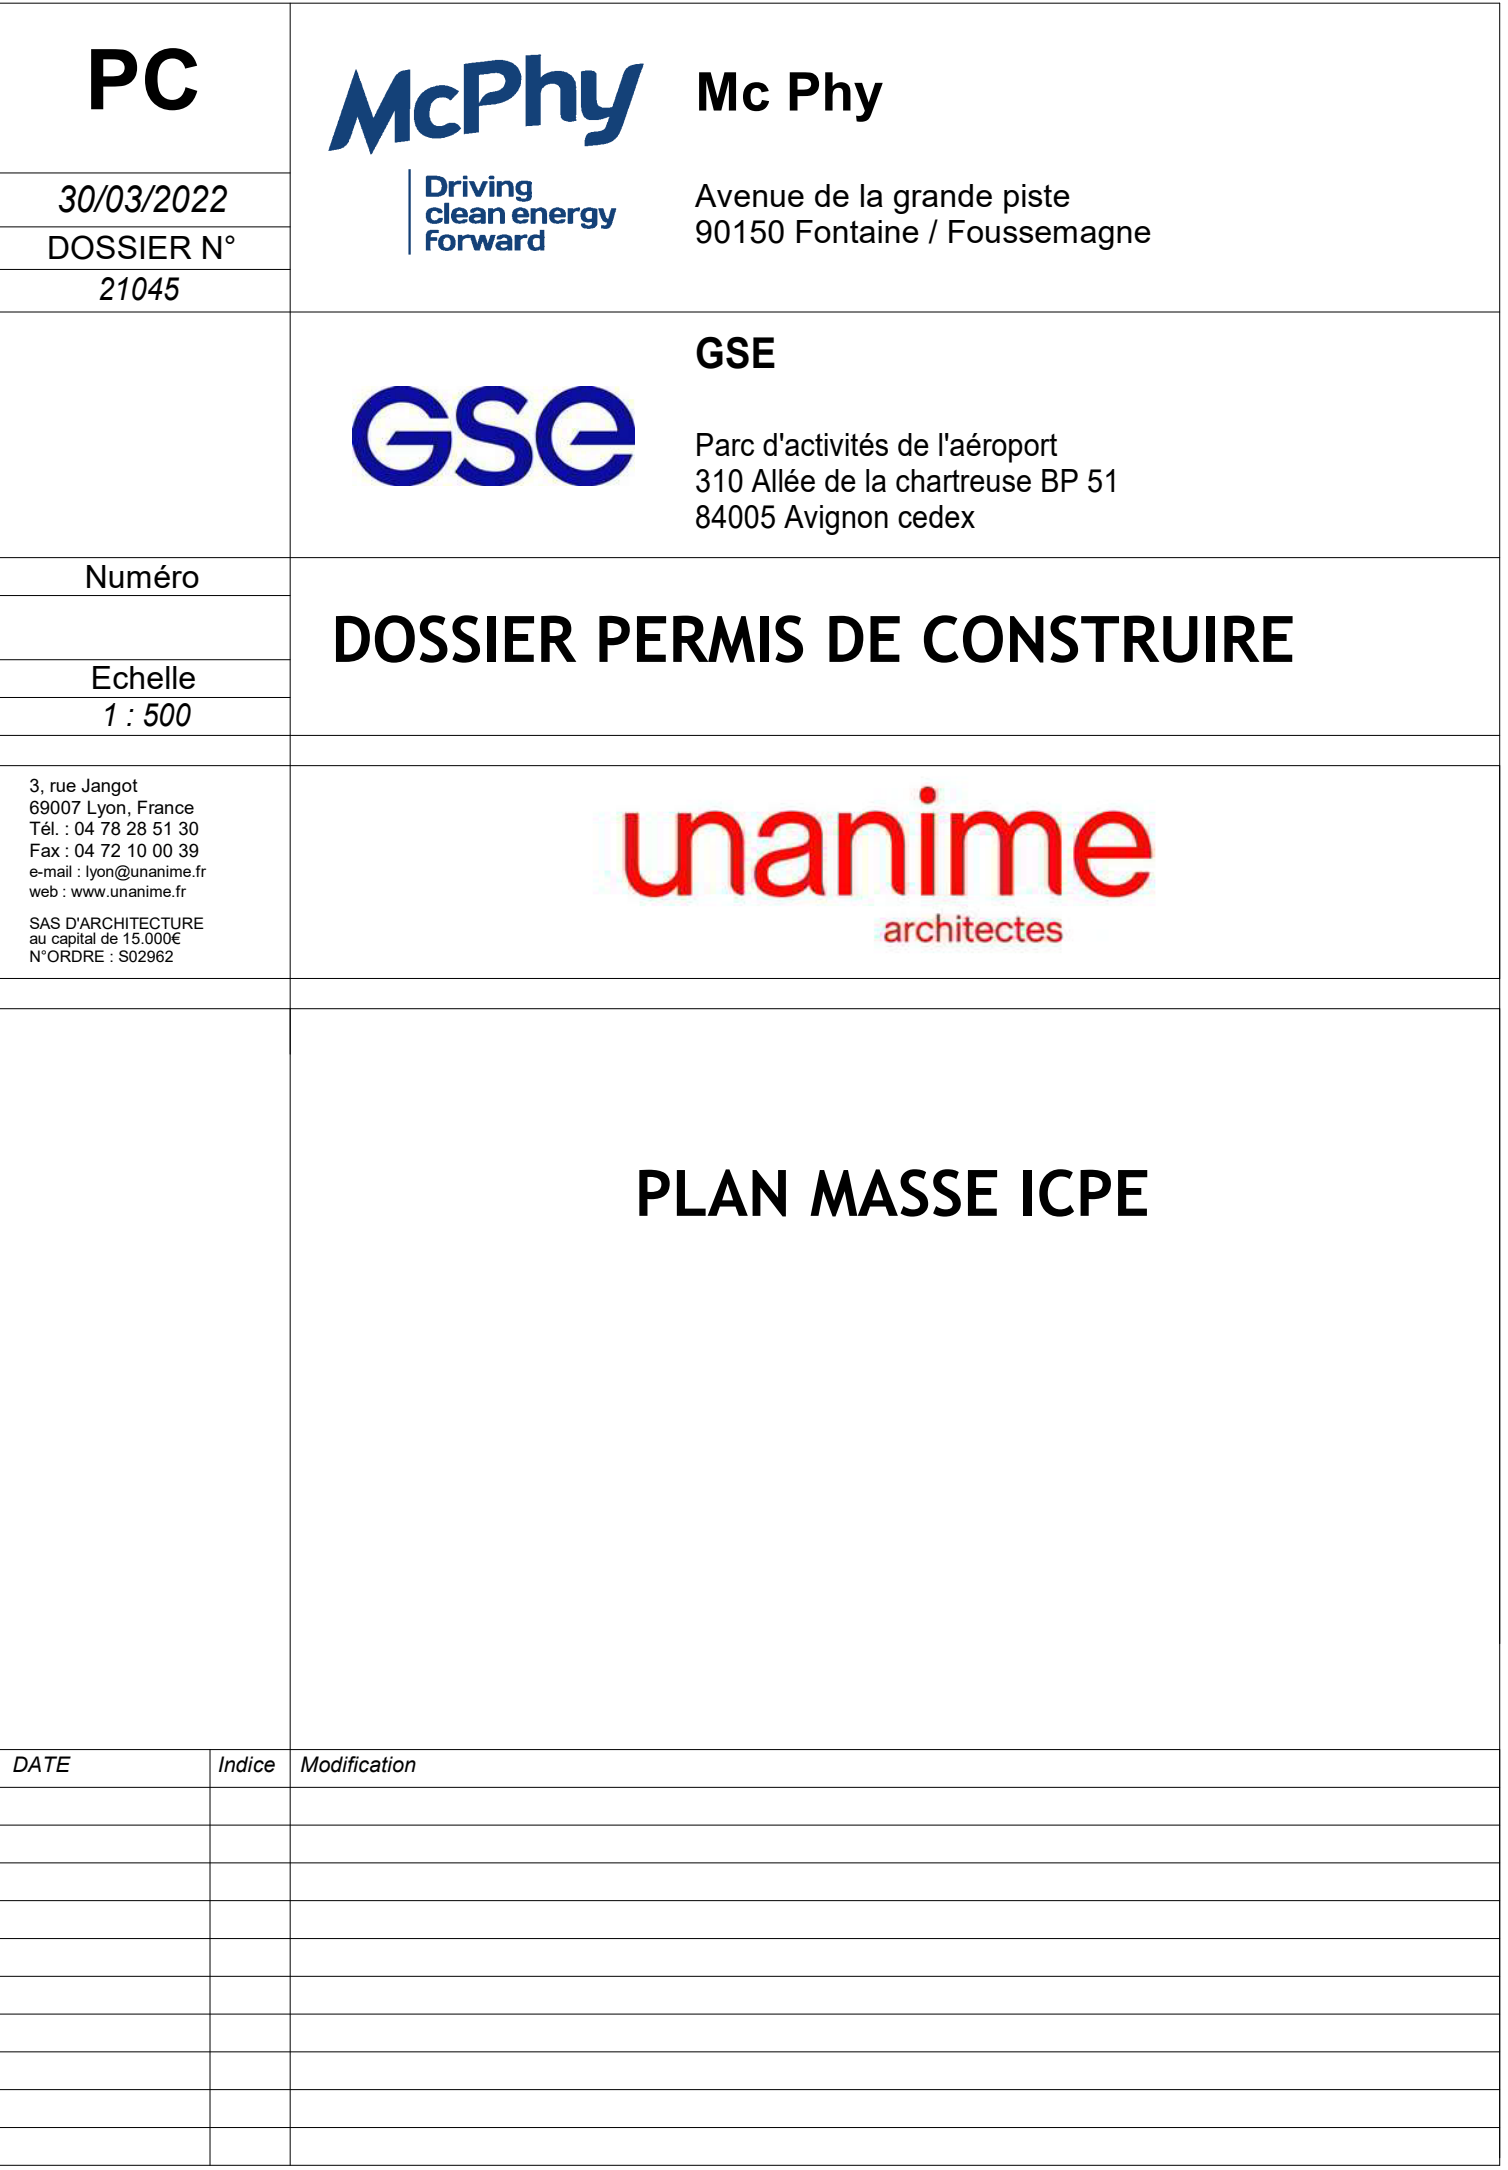 PC
30/03/2022
DOSSIER N°
21045
McPhy
Driving
clean energy
forward
Mc Phy
Avenue de la grande piste
90150 Fontaine / Foussemagne
GSE
GSE
Parc d'activités de l'aéroport
310 Allée de la chartreuse BP 51
84005 Avignon cedex
Numéro
Echelle
1 : 500
DOSSIER PERMIS DE CONSTRUIRE
3, rue Jangot
69007 Lyon, France
Tél. : 04 78 28 51 30
Fax : 04 72 10 00 39
e-mail : lyon@unanime.fr
web : www.unanime.fr
SAS D'ARCHITECTURE
au capital de 15.000€
N°ORDRE : S02962
unanime
architectes
PLAN MASSE ICPE
DATE Indice Modification